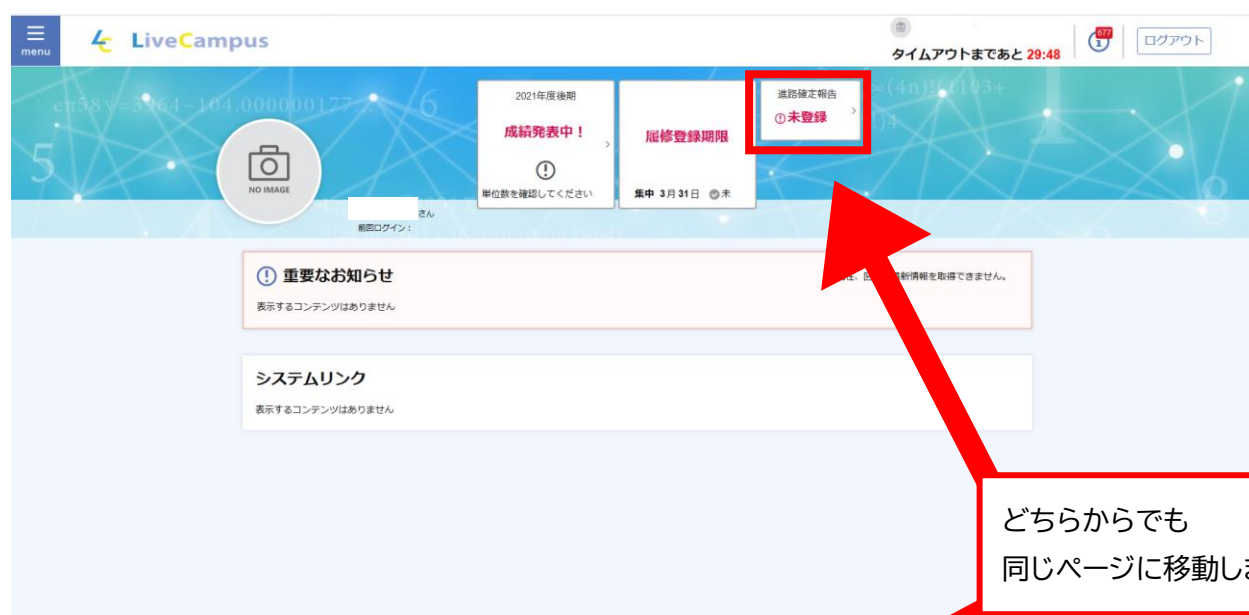 menu
LiveCampus
タイムアウトまであと 29:48
677
ログアウト
2021年度後期
成績発表中！
単位数を確認してください
履修登録期限
集中 3月31日 未
進路確定報告
未登録
NO IMAGE
さん
前回ログイン：
重要なお知らせ
新情報を取得できません。
表示するコンテンツはありません
システムリンク
表示するコンテンツはありません
どちらからでも
同じページに移動しま